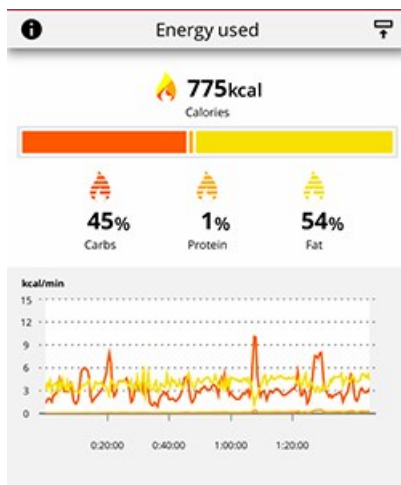 Energy used
775kcal
Calories
45% 1% 54%
Carbs Protein Fat
kcal/min
15
12
9
6
3
0
0:20:00 0:40:00 1:00:00 1:20:00